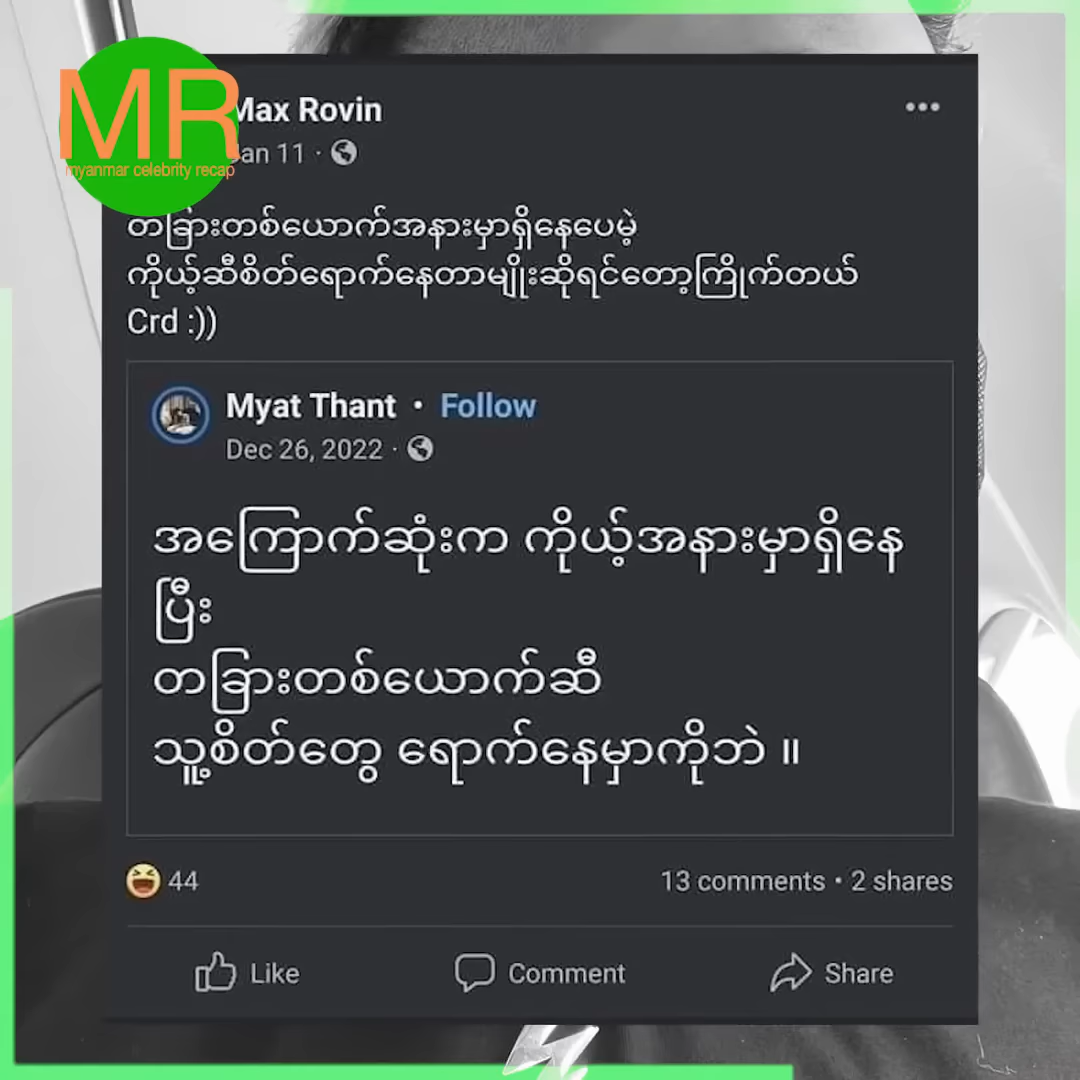 MR
myanmar celebrity recap
Max Rovin
Jan 11 ·
တခြားတစ်ယောက်အနားမှာရှိနေပေမဲ့
ကိုယ့်ဆီစိတ်ရောက်နေတာမျိုးဆိုရင်တော့ကြိုက်တယ်
Crd :))
Myat Thant • Follow
Dec 26, 2022 ·
အကြောက်ဆုံးက ကိုယ့်အနားမှာရှိနေ
ပြီး
တခြားတစ်ယောက်ဆီ
သူ့စိတ်တွေ ရောက်နေမှာကိုဘဲ ။
44
13 comments • 2 shares
Like
Comment
Share